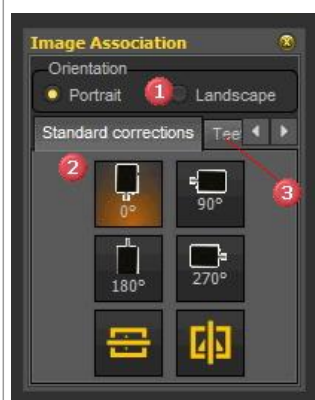 Image Association
Orientation
Portrait 1 Landscape
Standard corrections Tee
2
3
0° 90°
180° 270°